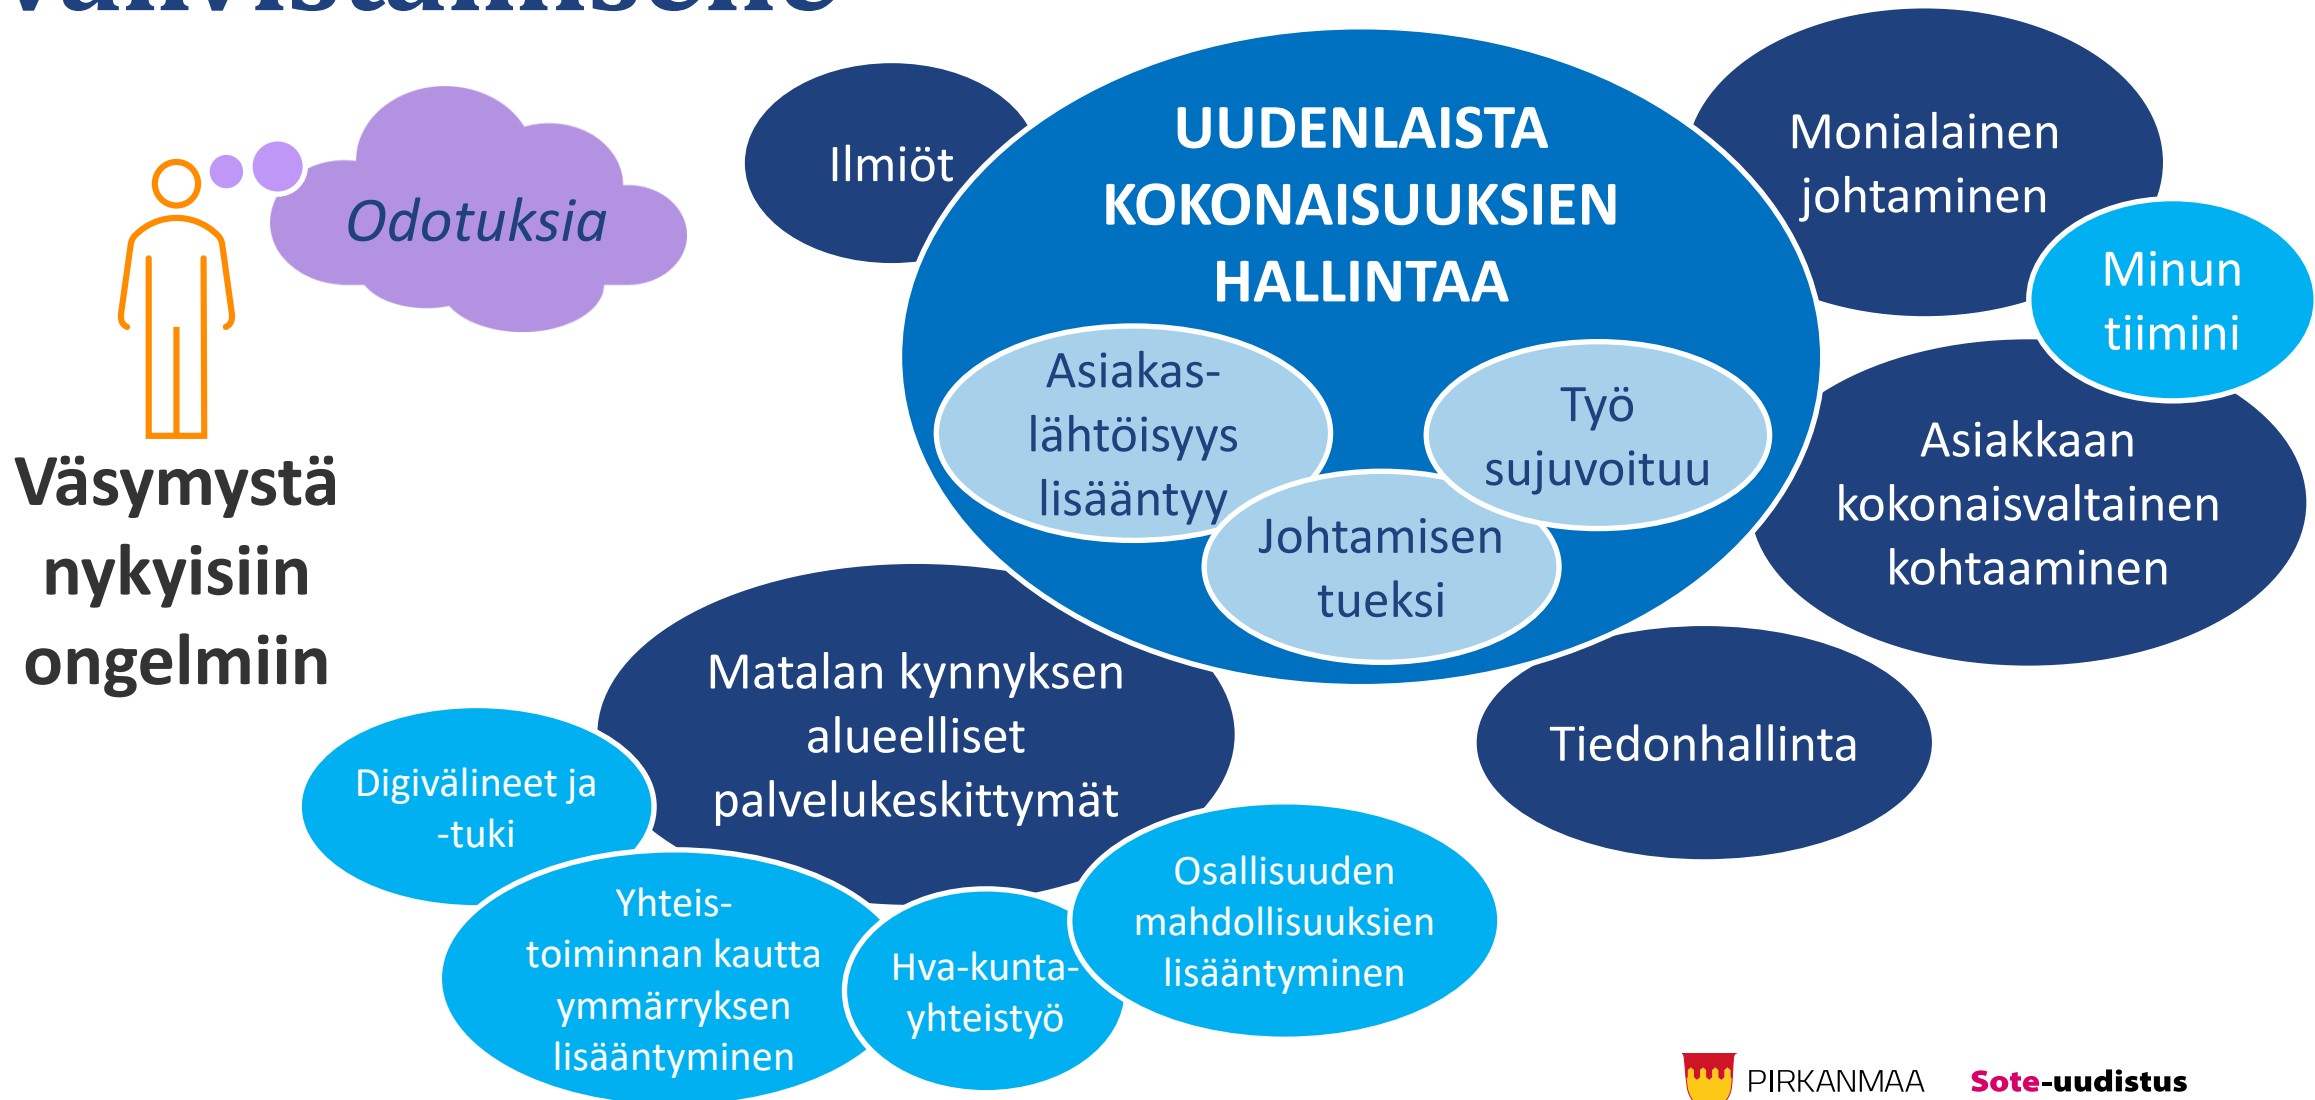 Odotuksia
Väsymystä
nykyisiin
ongelmiin
Ilmiöt
UUDENLAISTA
KOKONAISUUKSIEN
HALLINTAA
Asiakas-
lähtöisyys
lisääntyy
Johtamisen
tueksi
Työ
sujuvoituu
Monialainen
johtaminen
Minun
tiimini
Asiakkaan
kokonaisvaltainen
kohtaaminen
Tiedonhallinta
Matalan kynnyksen
alueelliset
palvelukeskittymät
Digivälineet ja
-tuki
Yhteis-
toiminnan kautta
ymmärryksen
lisääntyminen
Hva-kunta-
yhteistyö
Osallisuuden
mahdollisuuksien
lisääntyminen
PIRKANMAA
Sote-uudistus